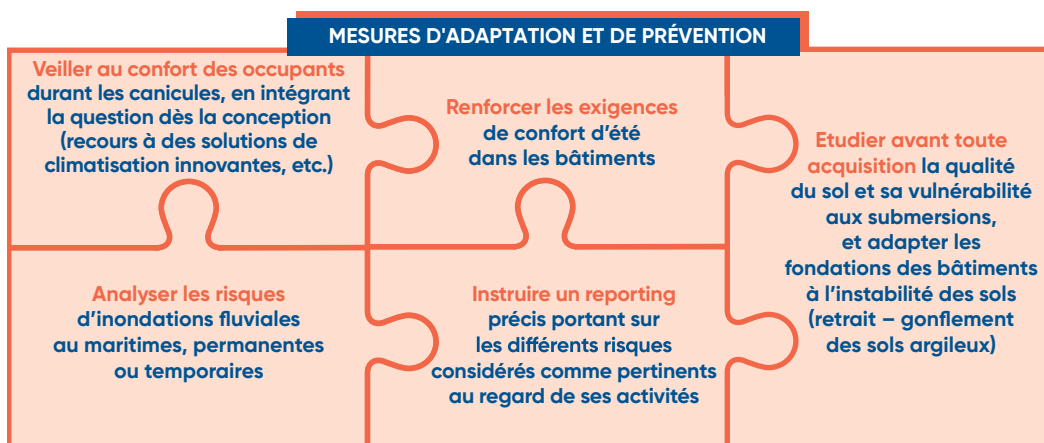 MESURES D'ADAPTATION ET DE PRÉVENTION
Veiller au confort des occupants
durant les canicules, en intégrant
la question dès la conception
(recours à des solutions de
climatisation innovantes, etc.)
Renforcer les exigences
de confort d'été
dans les bâtiments
Etudier avant toute
acquisition la qualité
du sol et sa vulnérabilité
aux submersions,
et adapter les
fondations des bâtiments
à l'instabilité des sols
(retrait – gonflement
des sols argileux)
Analyser les risques
d'inondations fluviales
au maritimes, permanentes
ou temporaires
Instruire un reporting
précis portant sur
les différents risques
considérés comme pertinents
au regard de ses activités